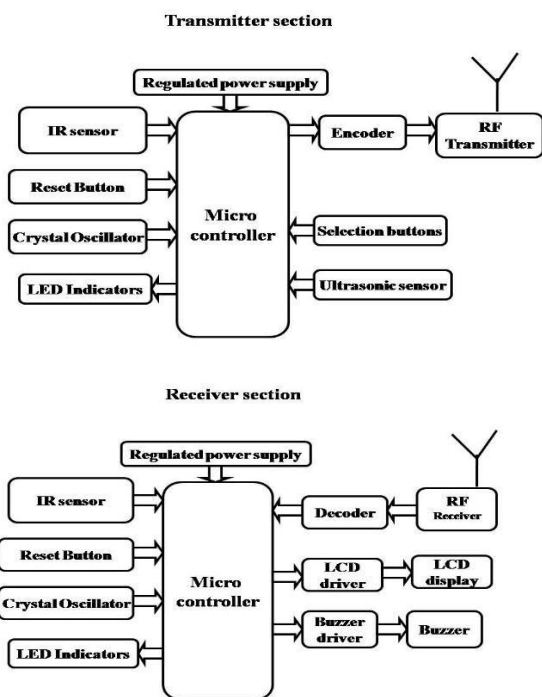 Transmitter section
Regulated power supply
IR sensor
Encoder
RF
Transmitter
Reset Button
Micro
controller
Selection buttons
Crystal Oscillator
LED Indicators
Ultrasonic sensor
Receiver section
Regulated power supply
IR sensor
Decoder
RF
Receiver
Reset Button
Micro
controller
LCD
driver
LCD
display
Crystal Oscillator
Buzzer
driver
Buzzer
LED Indicators